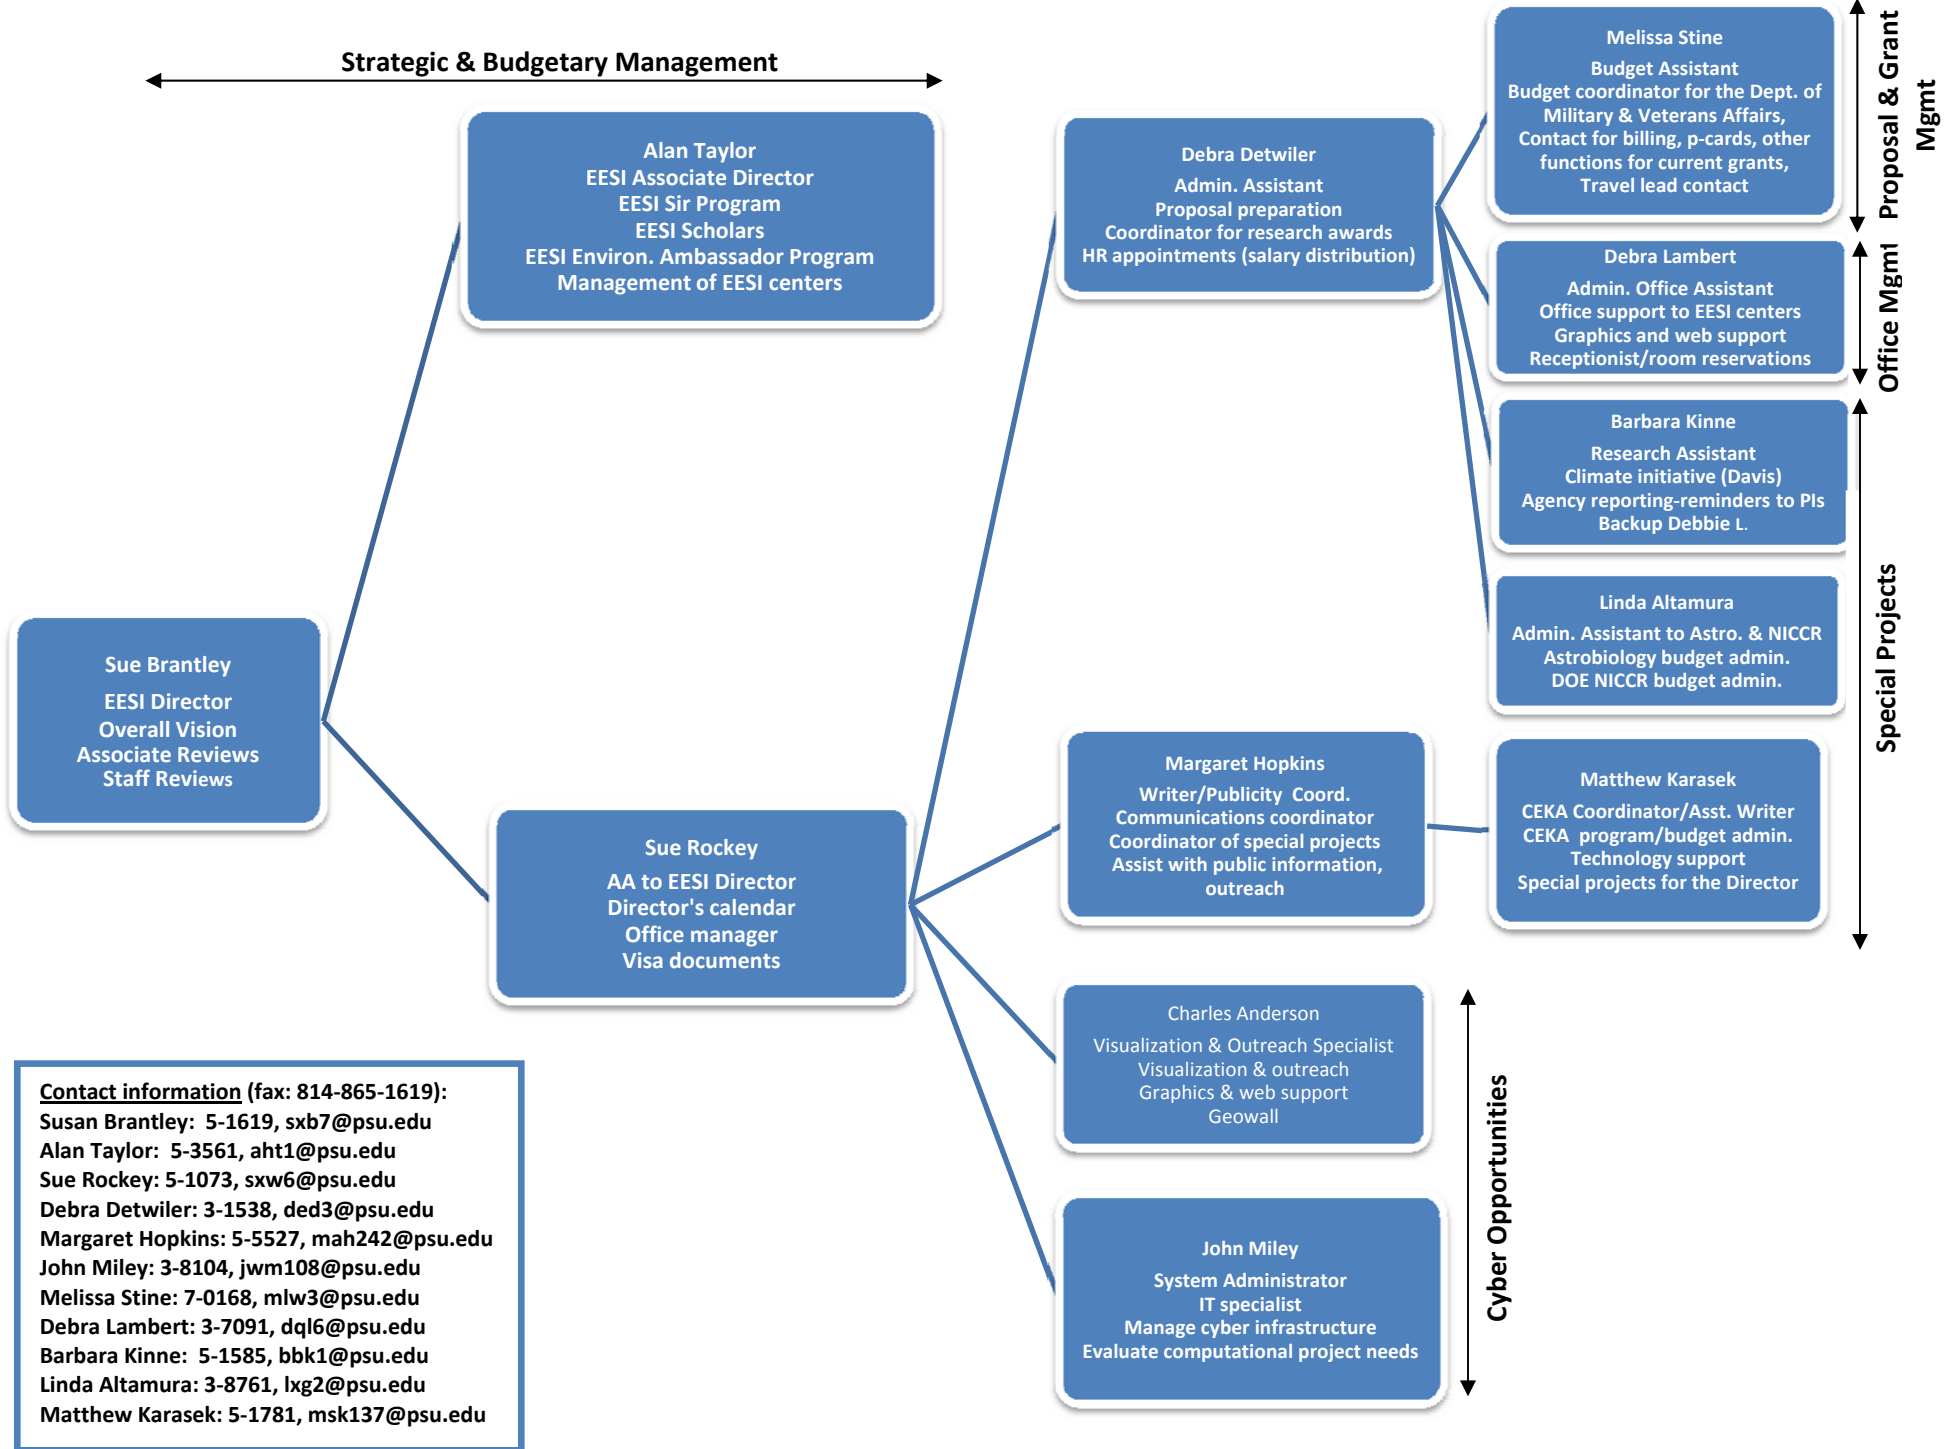 Strategic & Budgetary Management
Alan Taylor
EESI Associate Director
EESI Sir Program
EESI Scholars
EESI Environ. Ambassador Program
Management of EESI centers
Sue Brantley
EESI Director
Overall Vision
Associate Reviews
Staff Reviews
Sue Rockey
AA to EESI Director
Director's calendar
Office manager
Visa documents
Debra Detwiler
Admin. Assistant
Proposal preparation
Coordinator for research awards
HR appointments (salary distribution)
Margaret Hopkins
Writer/Publicity Coord.
Communications coordinator
Coordinator of special projects
Assist with public information,
outreach
Charles Anderson
Visualization & Outreach Specialist
Visualization & outreach
Graphics & web support
Geowall
John Miley
System Administrator
IT specialist
Manage cyber infrastructure
Evaluate computational project needs
Melissa Stine
Budget Assistant
Budget coordinator for the Dept. of
Military & Veterans Affairs,
Contact for billing, p-cards, other
functions for current grants,
Travel lead contact
Debra Lambert
Admin. Office Assistant
Office support to EESI centers
Graphics and web support
Receptionist/room reservations
Barbara Kinne
Research Assistant
Climate initiative (Davis)
Agency reporting-reminders to PIs
Backup Debbie L.
Linda Altamura
Admin. Assistant to Astro. & NICCR
Astrobiology budget admin.
DOE NICCR budget admin.
Matthew Karasek
CEKA Coordinator/Asst. Writer
CEKA program/budget admin.
Technology support
Special projects for the Director
Proposal & Grant
Mgmt
Office Mgmt
Special Projects
Cyber Opportunities
Contact information (fax: 814-865-1619):
Susan Brantley: 5-1619, sxb7@psu.edu
Alan Taylor: 5-3561, aht1@psu.edu
Sue Rockey: 5-1073, sxw6@psu.edu
Debra Detwiler: 3-1538, ded3@psu.edu
Margaret Hopkins: 5-5527, mah242@psu.edu
John Miley: 3-8104, jwm108@psu.edu
Melissa Stine: 7-0168, mlw3@psu.edu
Debra Lambert: 3-7091, dql6@psu.edu
Barbara Kinne: 5-1585, bbk1@psu.edu
Linda Altamura: 3-8761, lxg2@psu.edu
Matthew Karasek: 5-1781, msk137@psu.edu